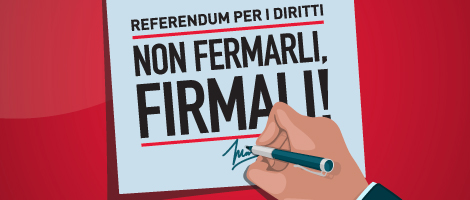 REFERENDUM PER I DIRITTI
NON FERMARLI,
FIRMALI!